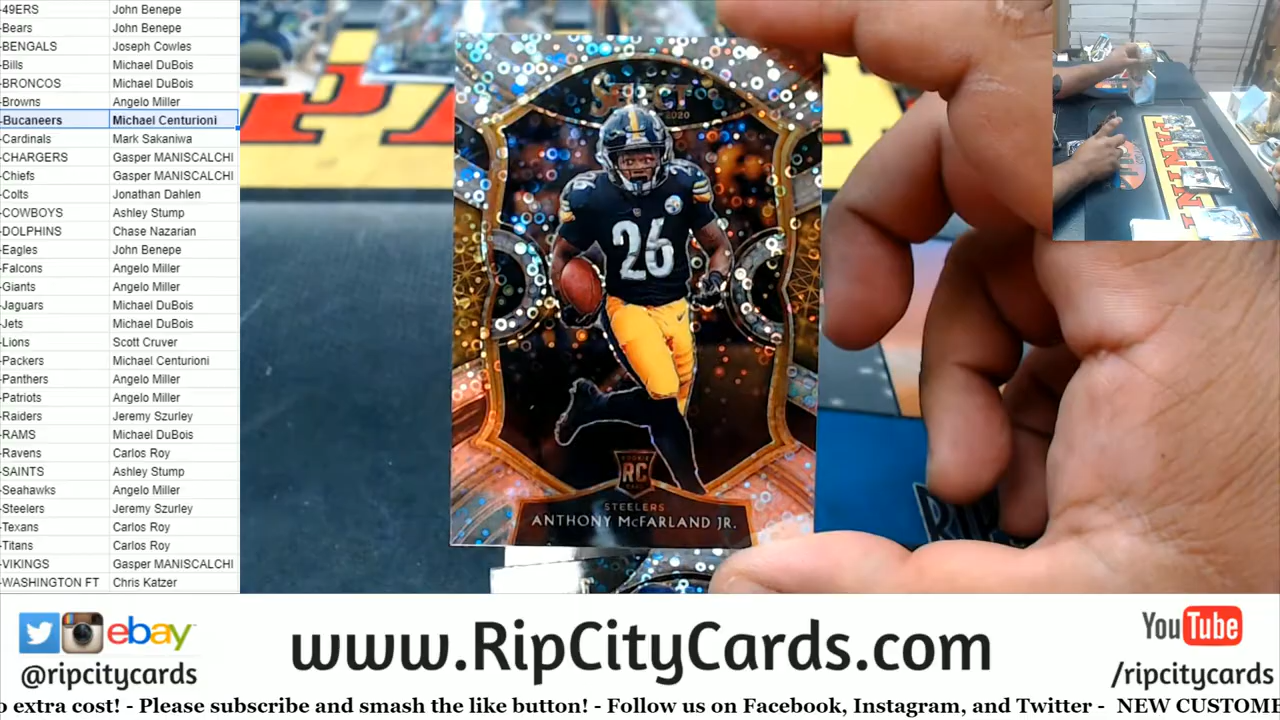 -49ERS John Benepe
-Bears John Benepe
-BENGALS Joseph Cowles
-Bills Michael DuBois
-BRONCOS Michael DuBois
-Browns Angelo Miller
-Bucaneers Michael Centurioni
-Cardinals Mark Sakaniwa
-CHARGERS Gasper MANISCALCHI
-Chiefs Gasper MANISCALCHI
-Colts Jonathan Dahlen
-COWBOYS Ashley Stump
-DOLPHINS Chase Nazarian
-Eagles John Benepe
-Falcons Angelo Miller
-Giants Angelo Miller
-Jaguars Michael DuBois
-Jets Michael DuBois
-Lions Scott Cruver
-Packers Michael Centurioni
-Panthers Angelo Miller
-Patriots Angelo Miller
-Raiders Jeremy Szurley
-RAMS Michael DuBois
-Ravens Carlos Roy
-SAINTS Ashley Stump
-Seahawks Angelo Miller
-Steelers Jeremy Szurley
-Texans Carlos Roy
-Titans Carlos Roy
-VIKINGS Gasper MANISCALCHI
-WASHINGTON FT Chris Katzer
SELECT
2020
26
26
ROOKIE
RC
STEELERS
ANTHONY McFARLAND JR.
PANINI
RIP
ebay
@ripcitycards
www.RipCityCards.com
YouTube
/ripcitycards
o extra cost! - Please subscribe and smash the like button! - Follow us on Facebook, Instagram, and Twitter - NEW CUSTOME